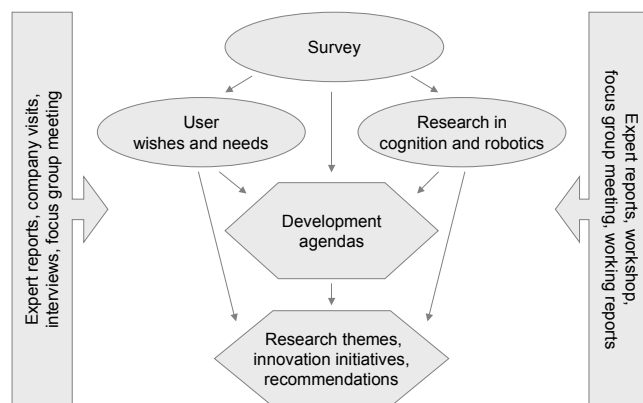 Survey
User
wishes and needs
Research in
cognition and robotics
Development
agendas
Research themes,
innovation initiatives,
recommendations
Expert reports, company visits,
interviews, focus group meeting
Expert reports, workshop,
focus group meeting, working reports